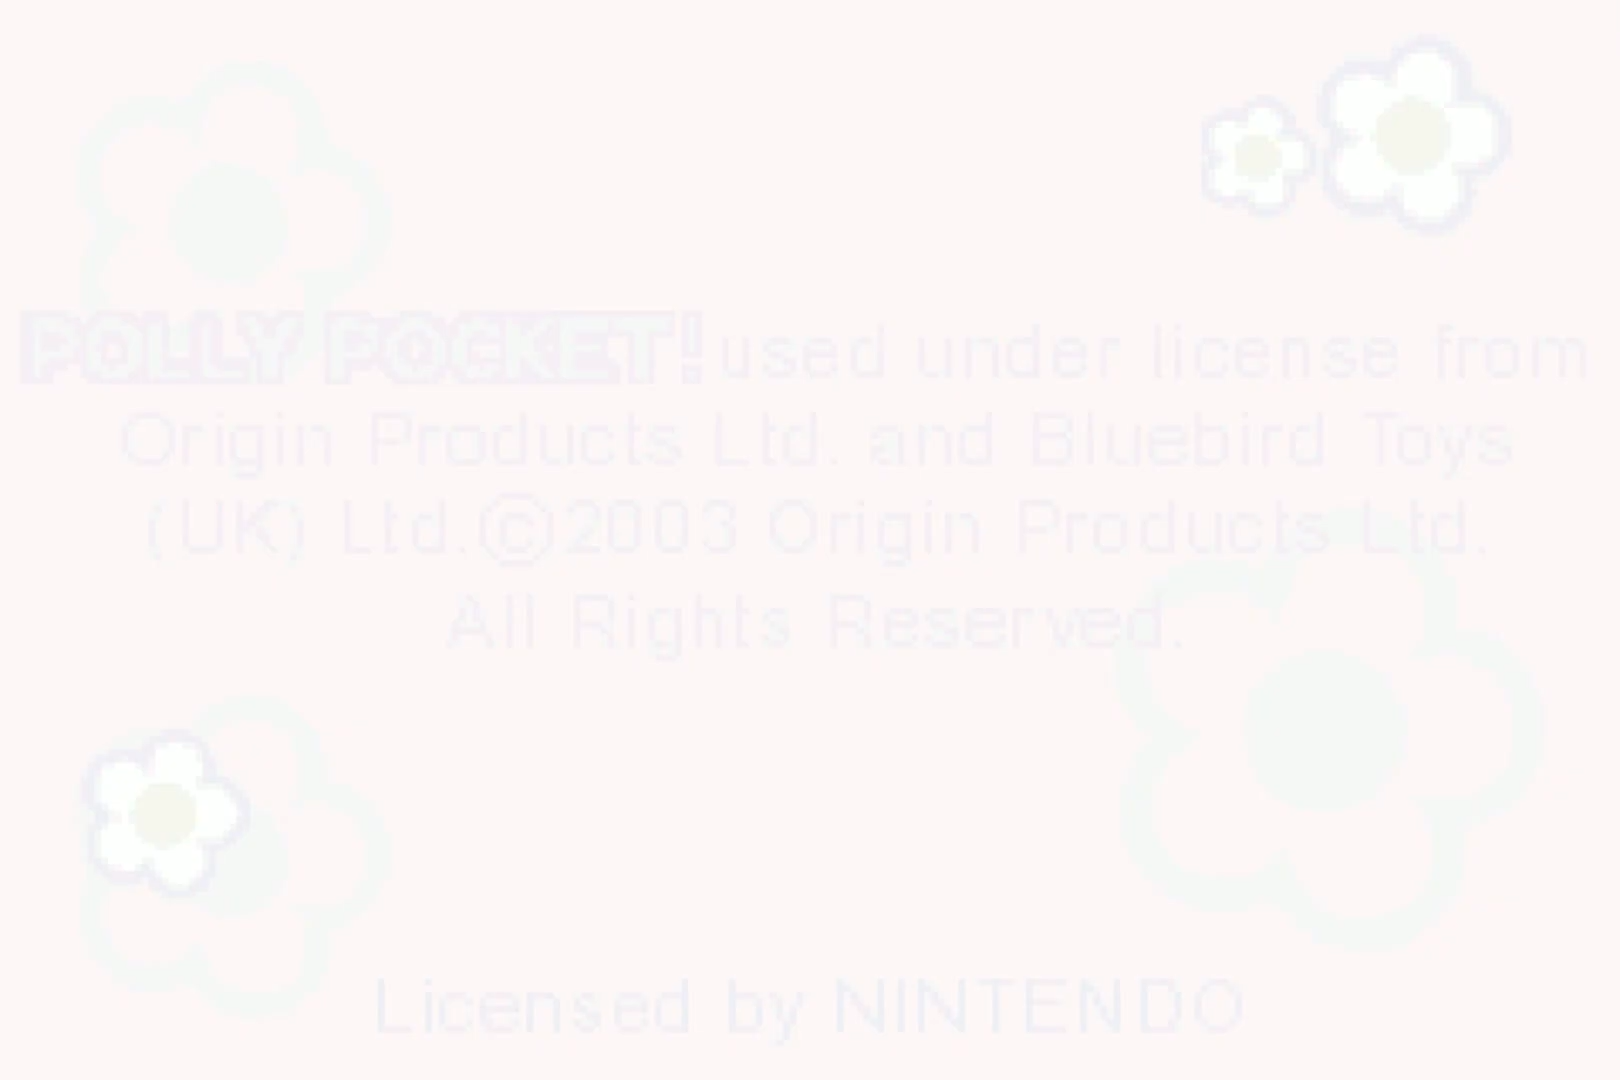 POLLY POCKET! used under license from
Origin Products Ltd. and Bluebird Toys
(UK) Ltd.©2003 Origin Products Ltd.
All Rights Reserved.
Licensed by NINTENDO